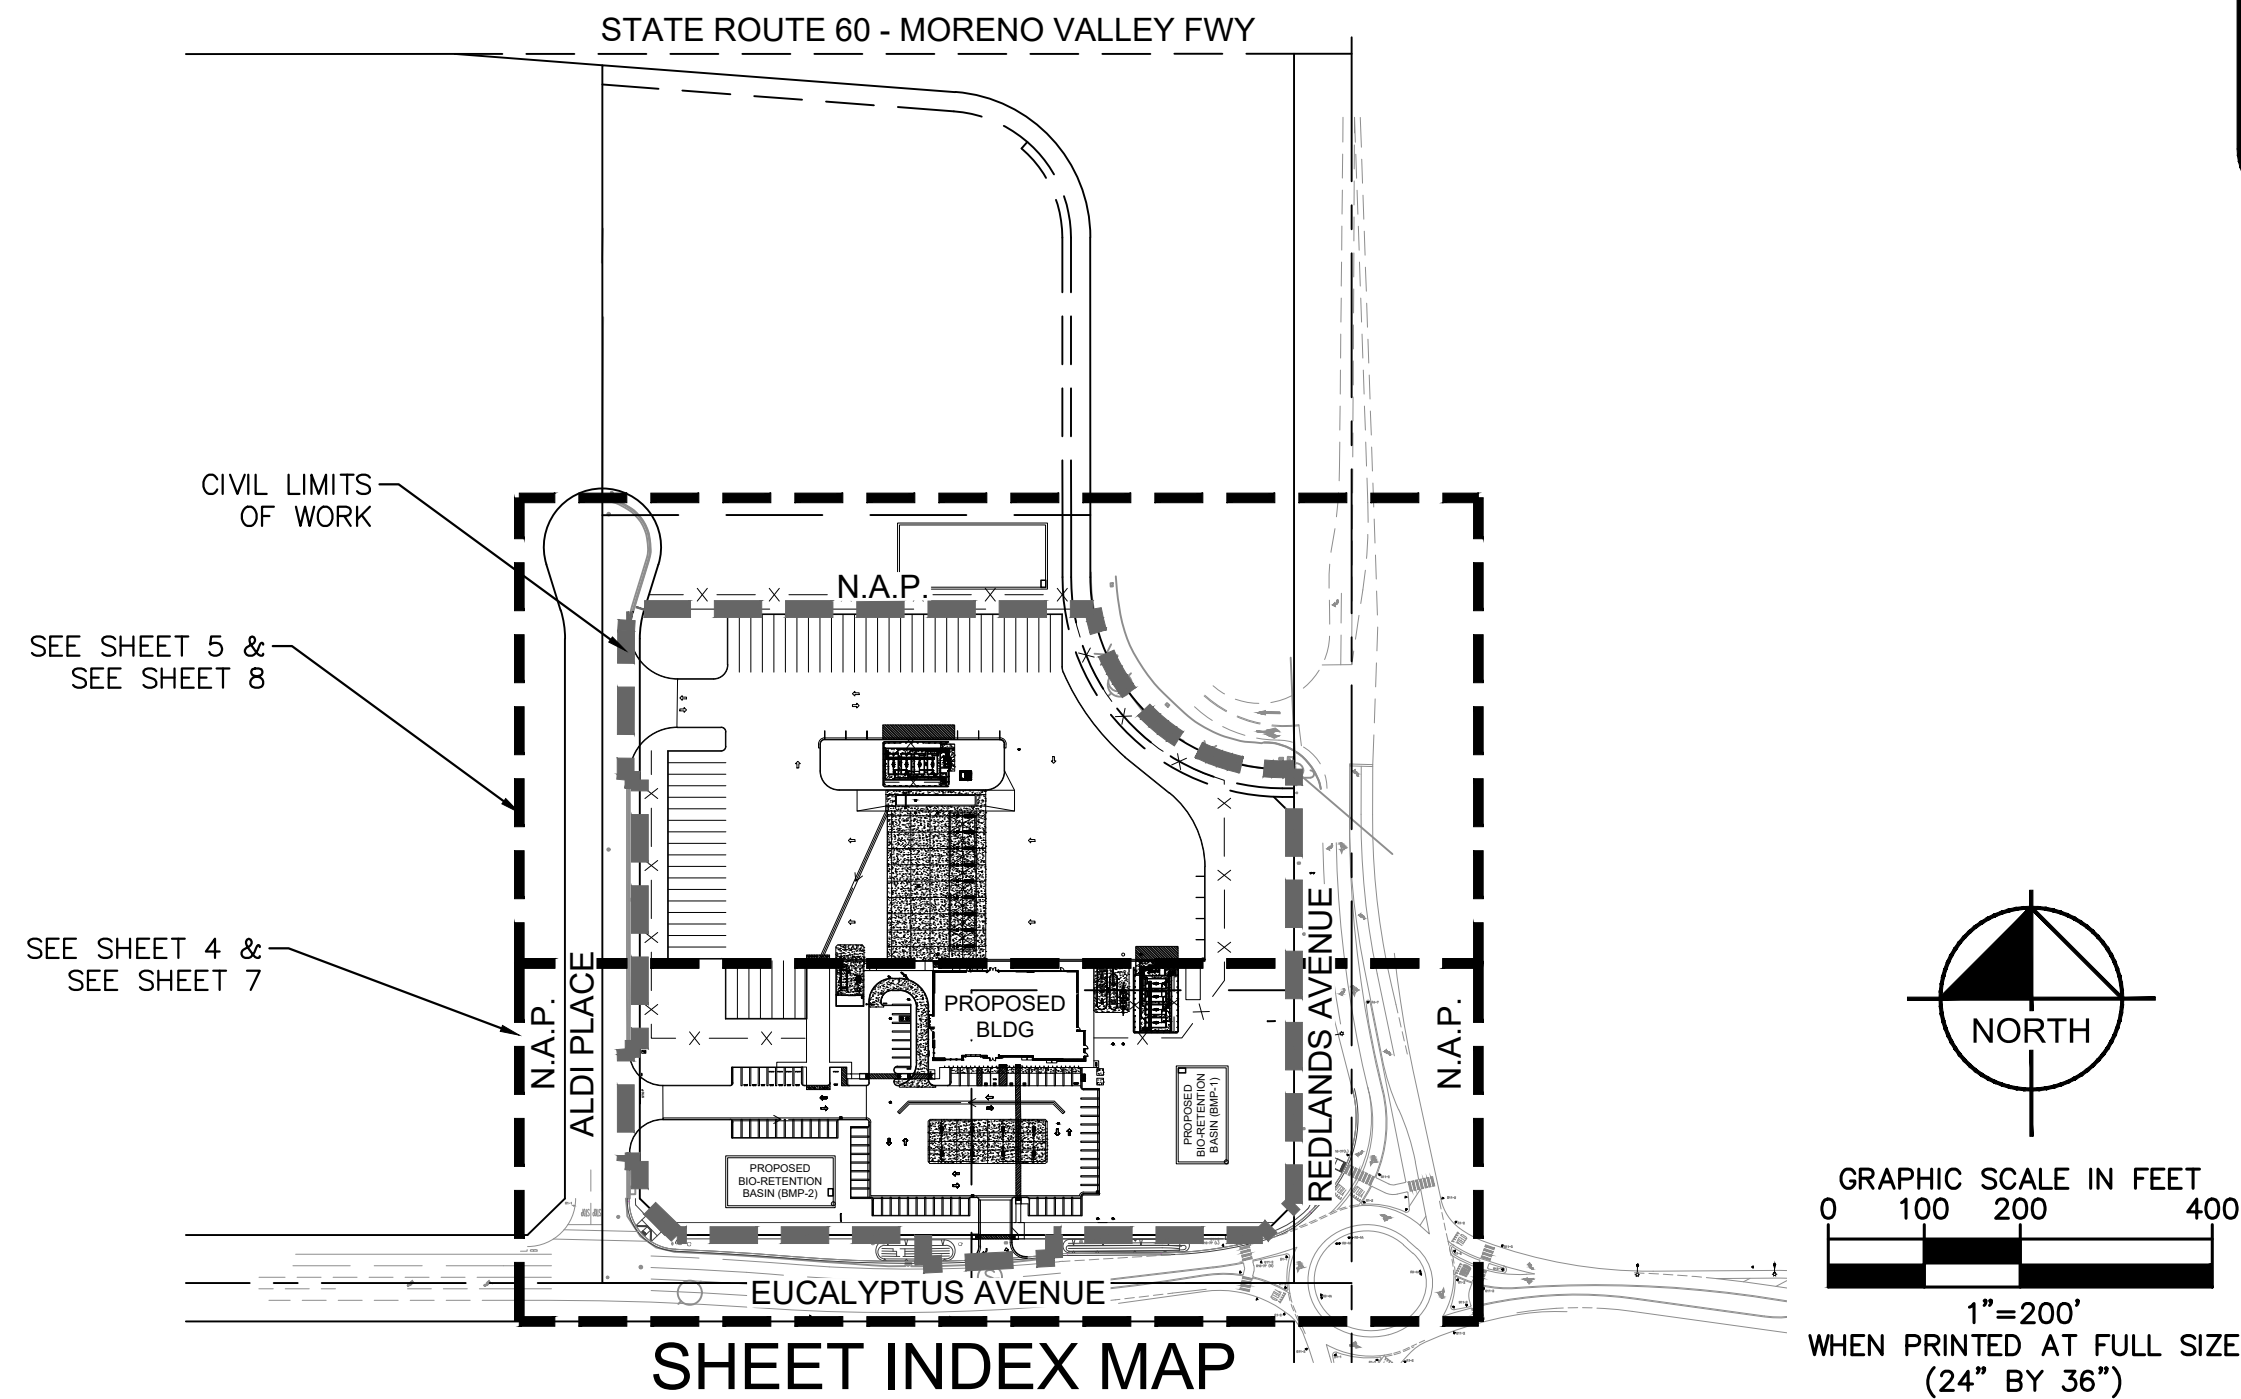 STATE ROUTE 60 - MORENO VALLEY FWY
CIVIL LIMITS
OF WORK
N.A.P.
SEE SHEET 5 &
SEE SHEET 8
SEE SHEET 4 &
SEE SHEET 7
N.A.P.
ALDI PLACE
PROPOSED
BLDG
REDLANDS AVENUE
N.A.P.
PROPOSED
BIO-RETENTION
BASIN (BMP-1)
PROPOSED
BIO-RETENTION
BASIN (BMP-2)
EUCALYPTUS AVENUE
SHEET INDEX MAP
NORTH
GRAPHIC SCALE IN FEET
0 100 200 400
1"=200'
WHEN PRINTED AT FULL SIZE
(24" BY 36")